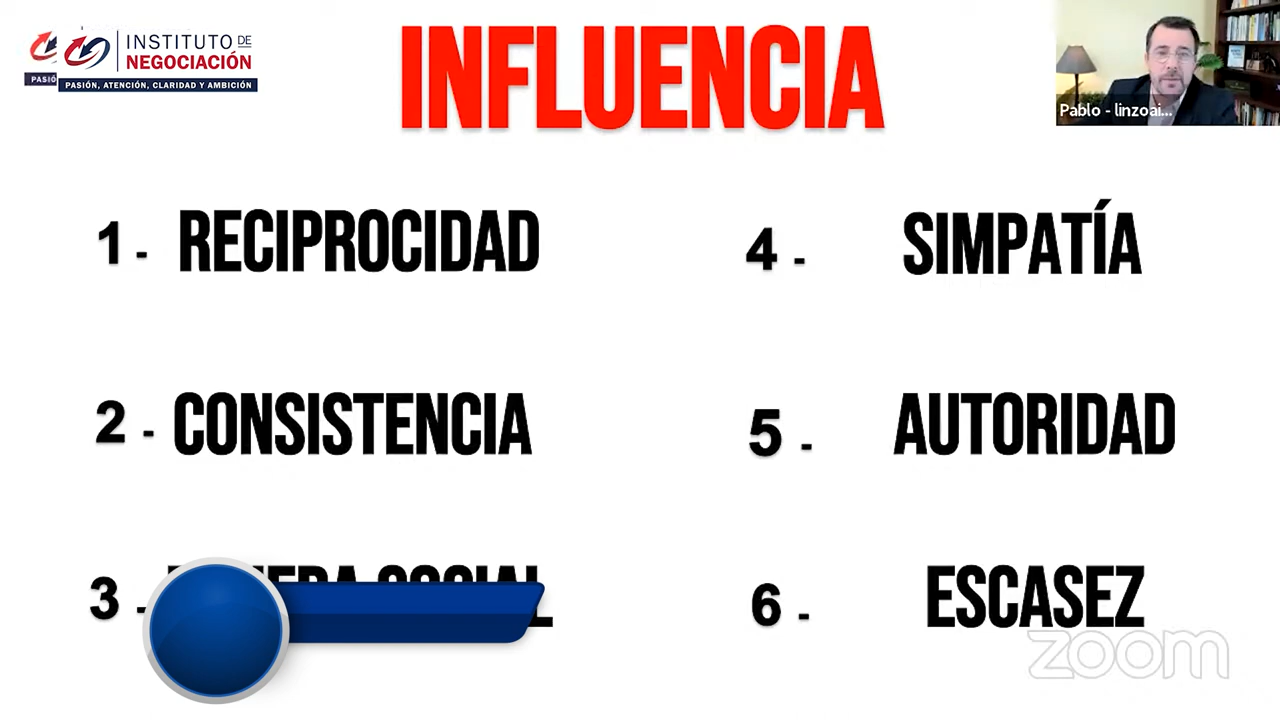 INSTITUTO DE
NEGOCIACIÓN
PASIÓN, ATENCIÓN, CLARIDAD Y AMBICIÓN
INFLUENCIA
Pablo - linzoai...
1 - RECIPROCIDAD
2 - CONSISTENCIA
3 - SOCIAL
4 - SIMPATÍA
5 - AUTORIDAD
6 - ESCASEZ
zoom